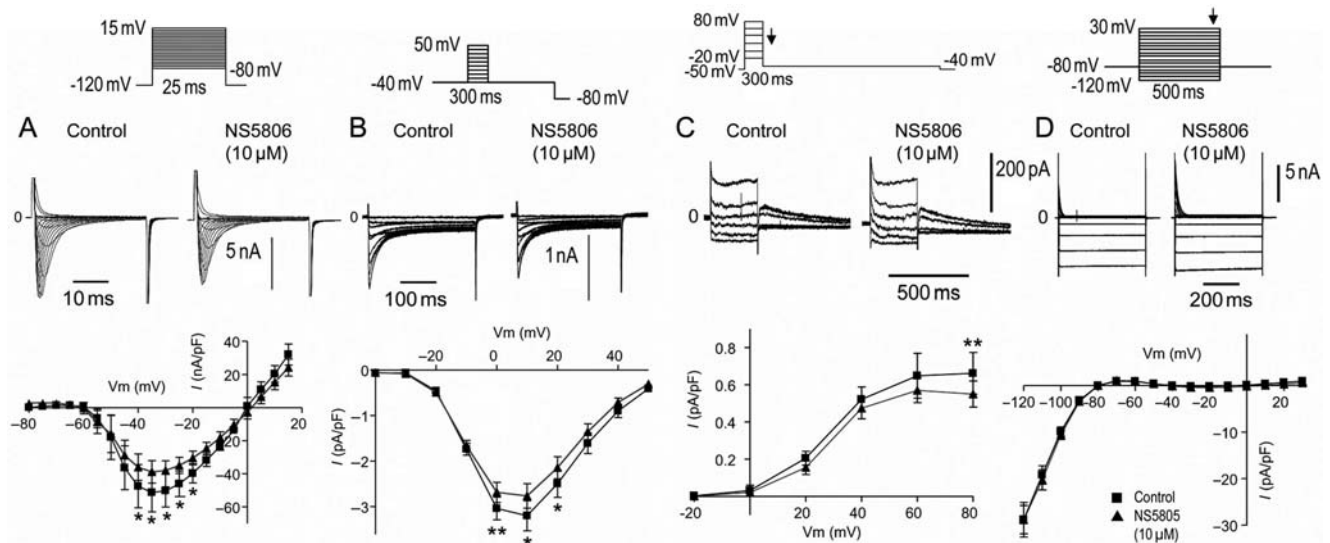 15 mV
-120 mV
25 ms
-80 mV
50 mV
-40 mV
300 ms
-80 mV
80 mV
-20 mV
-50 mV
300 ms
-40 mV
30 mV
-80 mV
-120 mV
500 ms
A
Control
NS5806
(10 µM)
0
5 nA
10 ms
B
Control
NS5806
(10 µM)
1 nA
100 ms
C
Control
NS5806
(10 µM)
200 pA
0
500 ms
D
Control
NS5806
(10 µM)
5 nA
0
200 ms
Vm (mV)
I (nA/pF)
40
20
-80
-60
-40
-20
0
20
-20
-40
-60
* * * * *
Vm (mV)
-20
0
20
40
0
-1
-2
-3
I (pA/pF)
**
*
*
I (pA/pF)
0.8
0.6
0.4
0.2
0
**
-20
20
40
60
80
Vm (mV)
Vm (mV)
-120
-100
-80
-60
-40
-20
0
20
-10
-20
-30
I (pA/pF)
Control
NS5805
(10 µM)